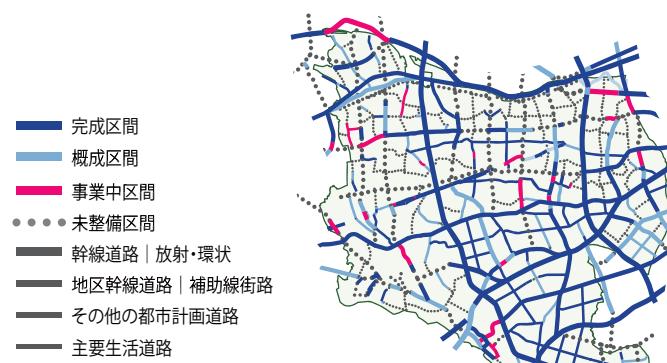 完成区間
概成区間
事業中区間
未整備区間
幹線道路｜放射・環状
地区幹線道路｜補助線街路
その他の都市計画道路
主要生活道路